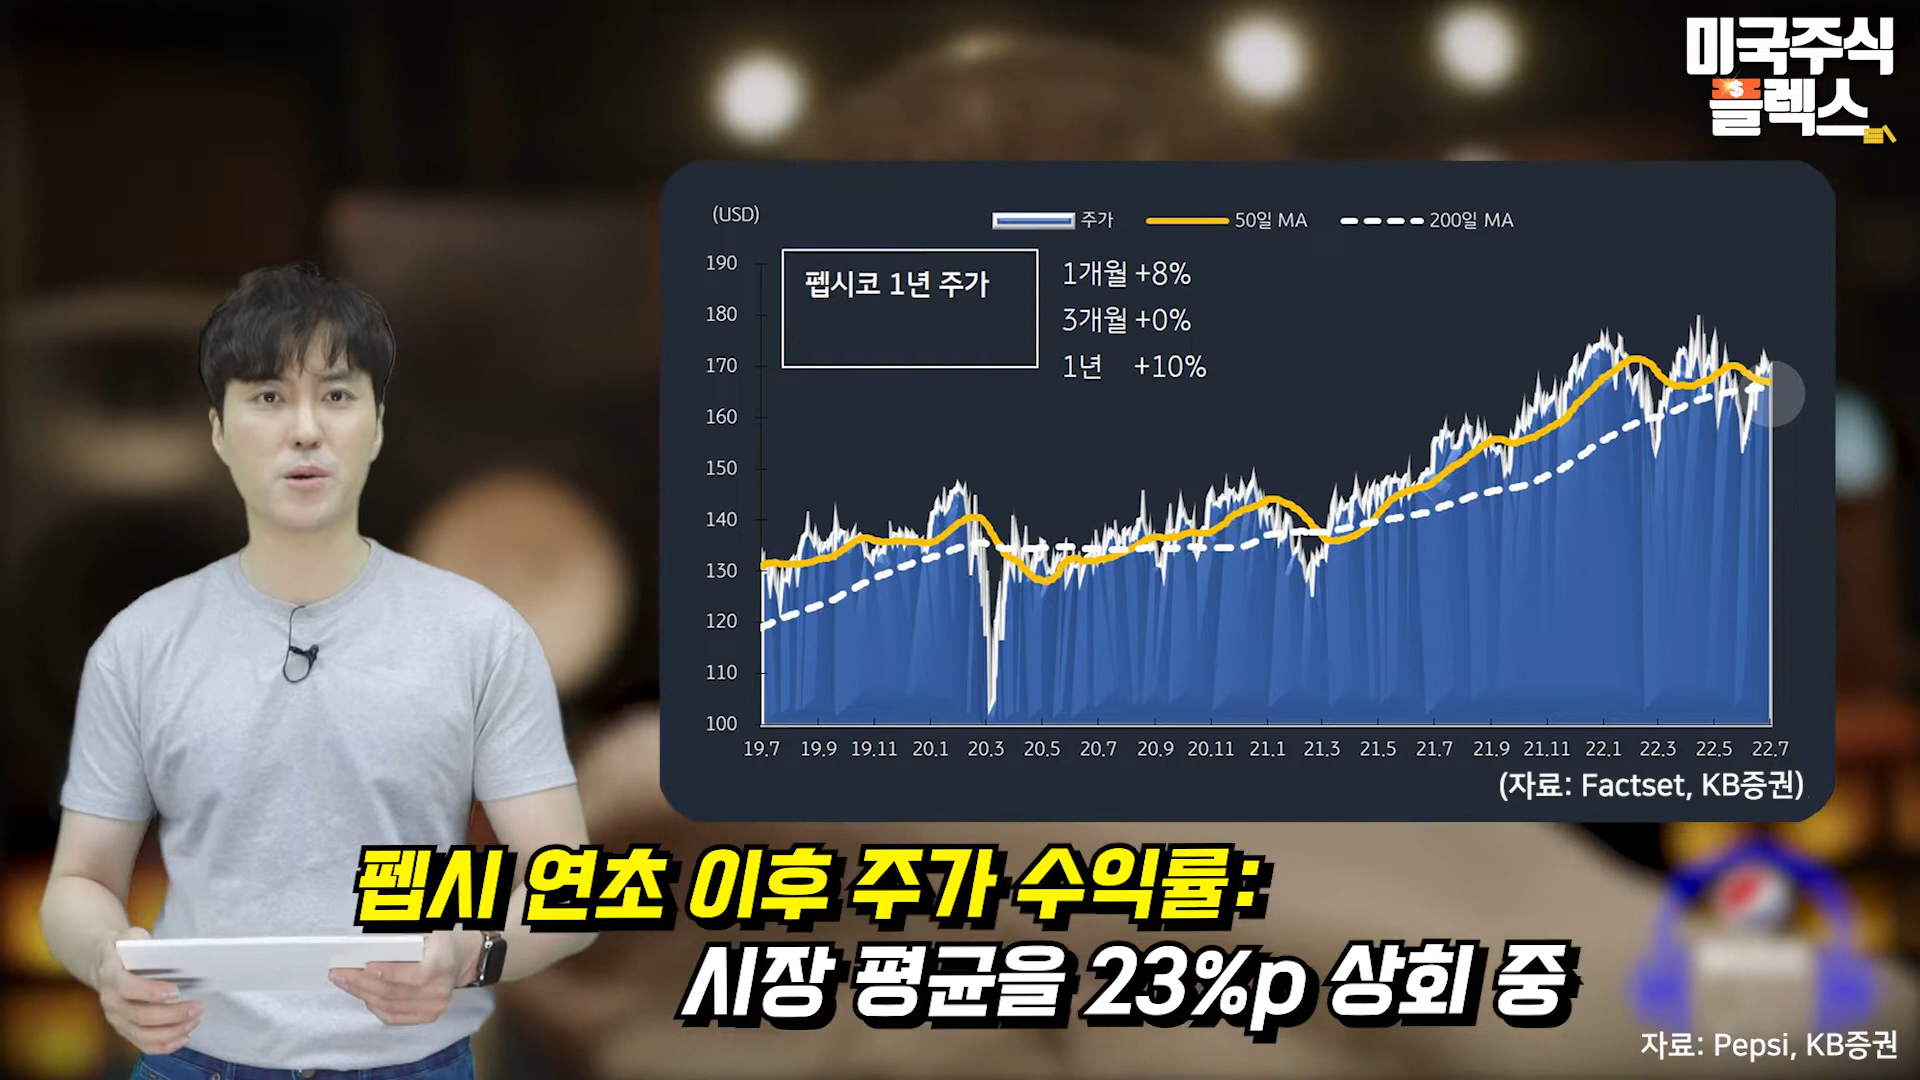 미국주식
플렉스
(USD)
주가
50일 MA
200일 MA
190
180
170
160
150
140
130
120
110
100
펩시코 1년 주가
1개월 +8%
3개월 +0%
1년 +10%
19.7 19.9 19.11 20.1 20.3 20.5 20.7 20.9 20.11 21.1 21.3 21.5 21.7 21.9 21.11 22.1 22.3 22.5 22.7
(자료: Factset, KB증권)
펩시 연초 이후 주가 수익률:
시장 평균을 23%p 상회 중
자료: Pepsi, KB증권